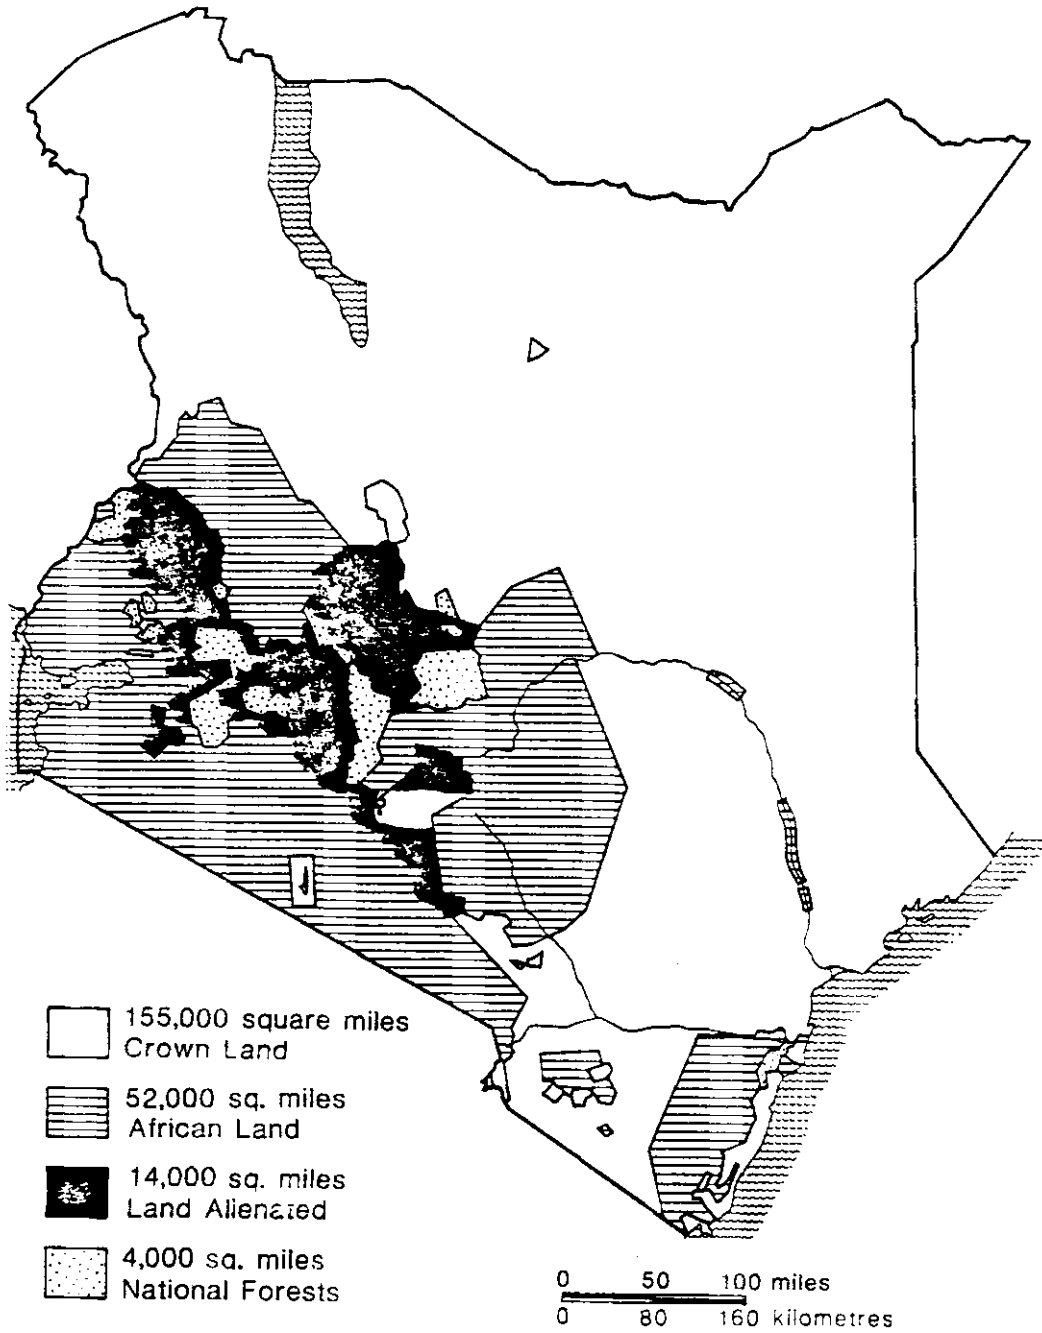 155,000 square miles
Crown Land
52,000 sq. miles
African Land
14,000 sq. miles
Land Alienated
4,000 sq. miles
National Forests
0 50 100 miles
0 80 160 kilometres